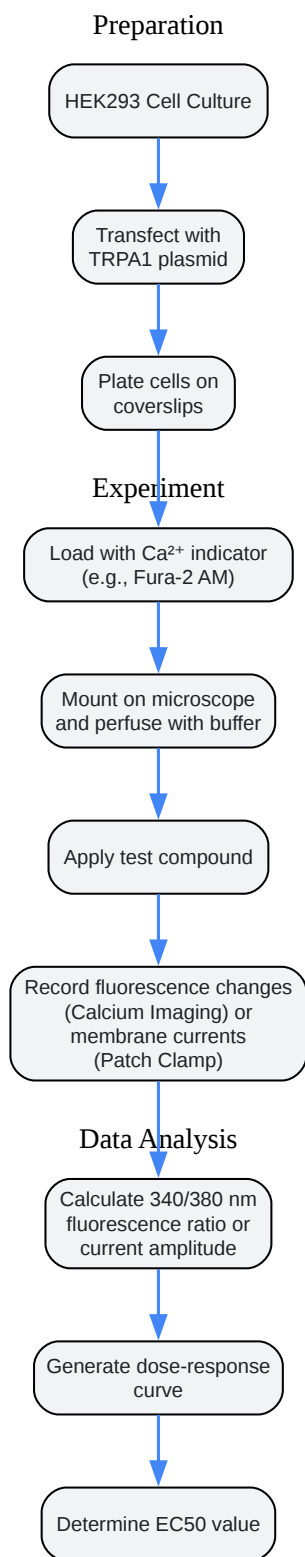 Preparation
HEK293 Cell Culture
Transfect with
TRPA1 plasmid
Plate cells on
coverslips
Experiment
Load with Ca²⁺ indicator
(e.g., Fura-2 AM)
Mount on microscope
and perfuse with buffer
Apply test compound
Record fluorescence changes
(Calcium Imaging) or
membrane currents
(Patch Clamp)
Data Analysis
Calculate 340/380 nm
fluorescence ratio or
current amplitude
Generate dose-response
curve
Determine EC50 value